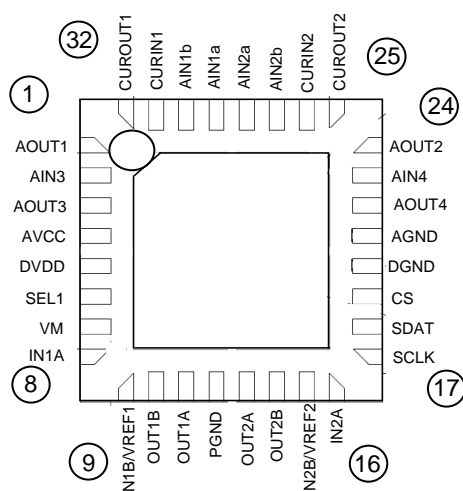 32
CUROUT1
CURIN1
AIN1b
AIN1a
AIN2a
AIN2b
CURIN2
CUROUT2
25
1
24
AOUT1
AIN3
AOUT3
AVCC
DVDD
SEL1
VM
IN1A
AOUT2
AIN4
AOUT4
AGND
DGND
CS
SDAT
SCLK
8
17
9
N1B/VREF1
OUT1B
OUT1A
PGND
OUT2A
OUT2B
N2B/VREF2
IN2A
16